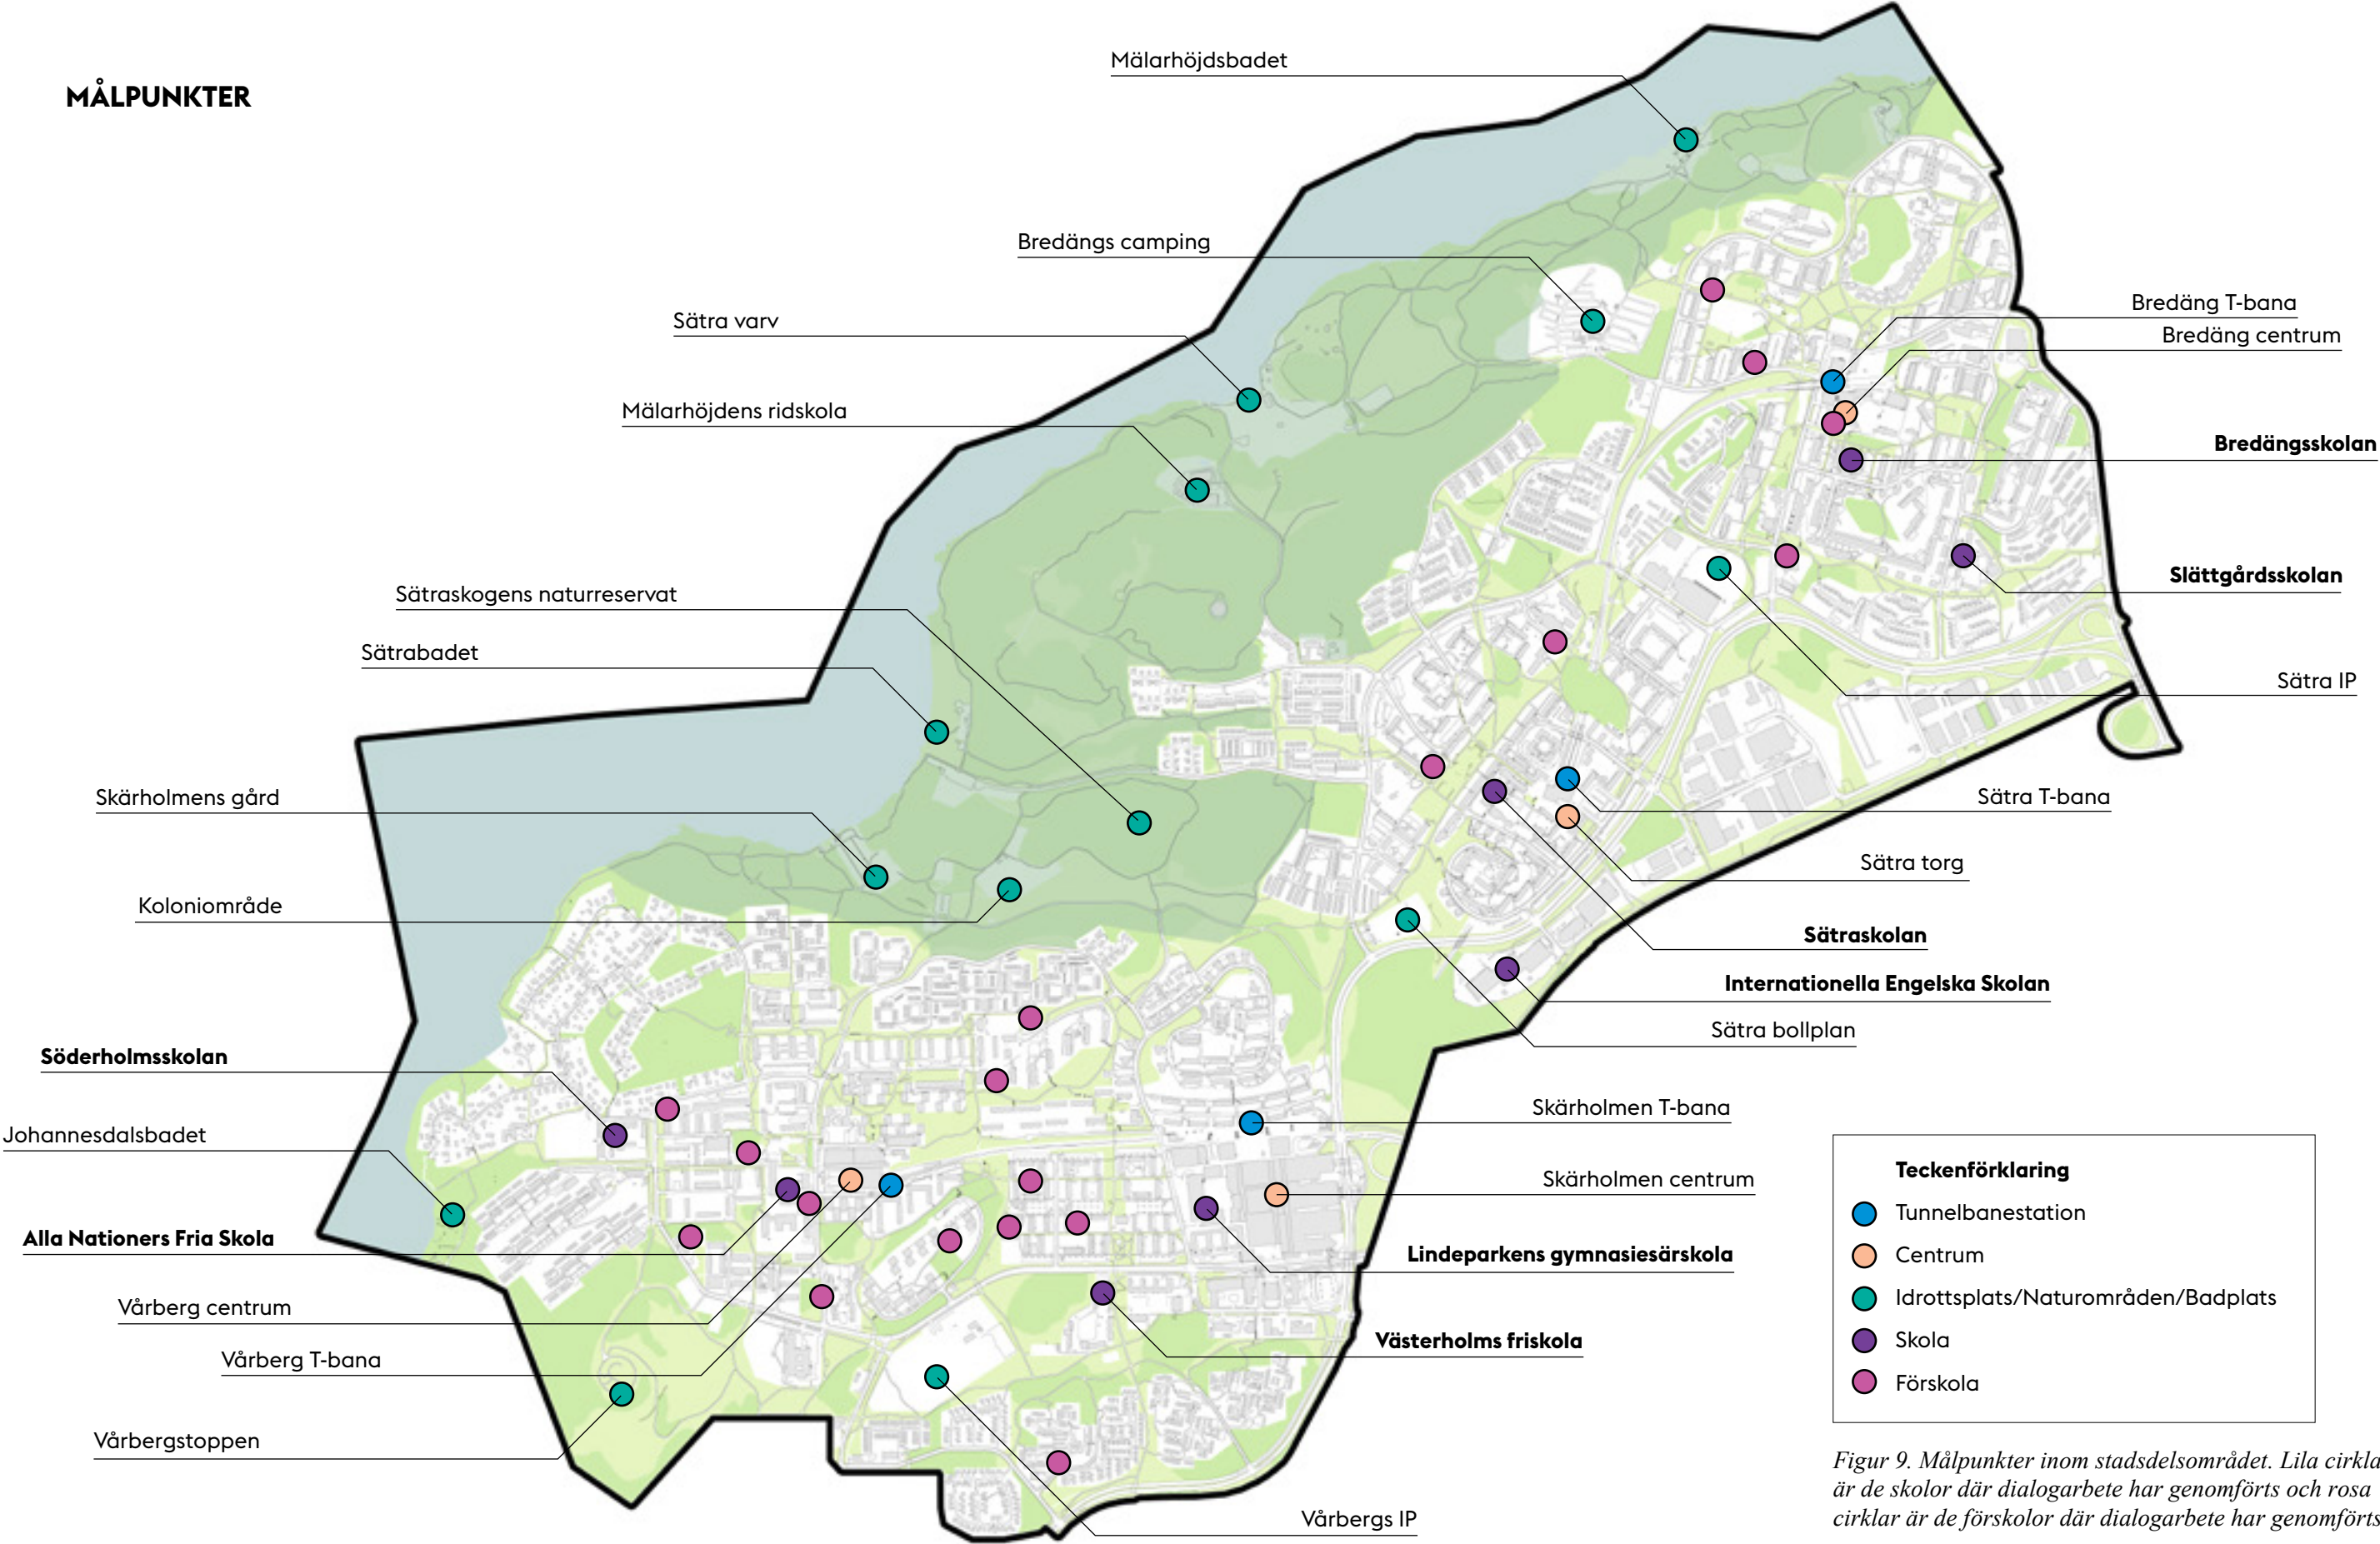 MÅLPUNKTER
Mälarhöjdsbadet
Bredängs camping
Sätra varv
Mälarhöjdens ridskola
Sätraskogens naturreservat
Sätrabadet
Skärholmens gård
Koloniområde
Söderholmsskolan
Johannesdalsbadet
Alla Nationers Fria Skola
Vårberg centrum
Vårberg T-bana
Vårbergstoppen
Bredäng T-bana
Bredäng centrum
Bredängsskolan
Slättgårdsskolan
Sätra IP
Sätra T-bana
Sätra torg
Sätraskolan
Internationella Engelska Skolan
Sätra bollplan
Skärholmen T-bana
Skärholmen centrum
Lindeparkens gymnasiesärskola
Västerholms friskola
Vårbergs IP
Teckenförklaring
Tunnelbanestation
Centrum
Idrottsplats/Naturområden/Badplats
Skola
Förskola
Figur 9. Målpunkter inom stadsdelsområdet. Lila cirkla
är de skolor där dialogarbete har genomförts och rosa
cirklar är de förskolor där dialogarbete har genomförts